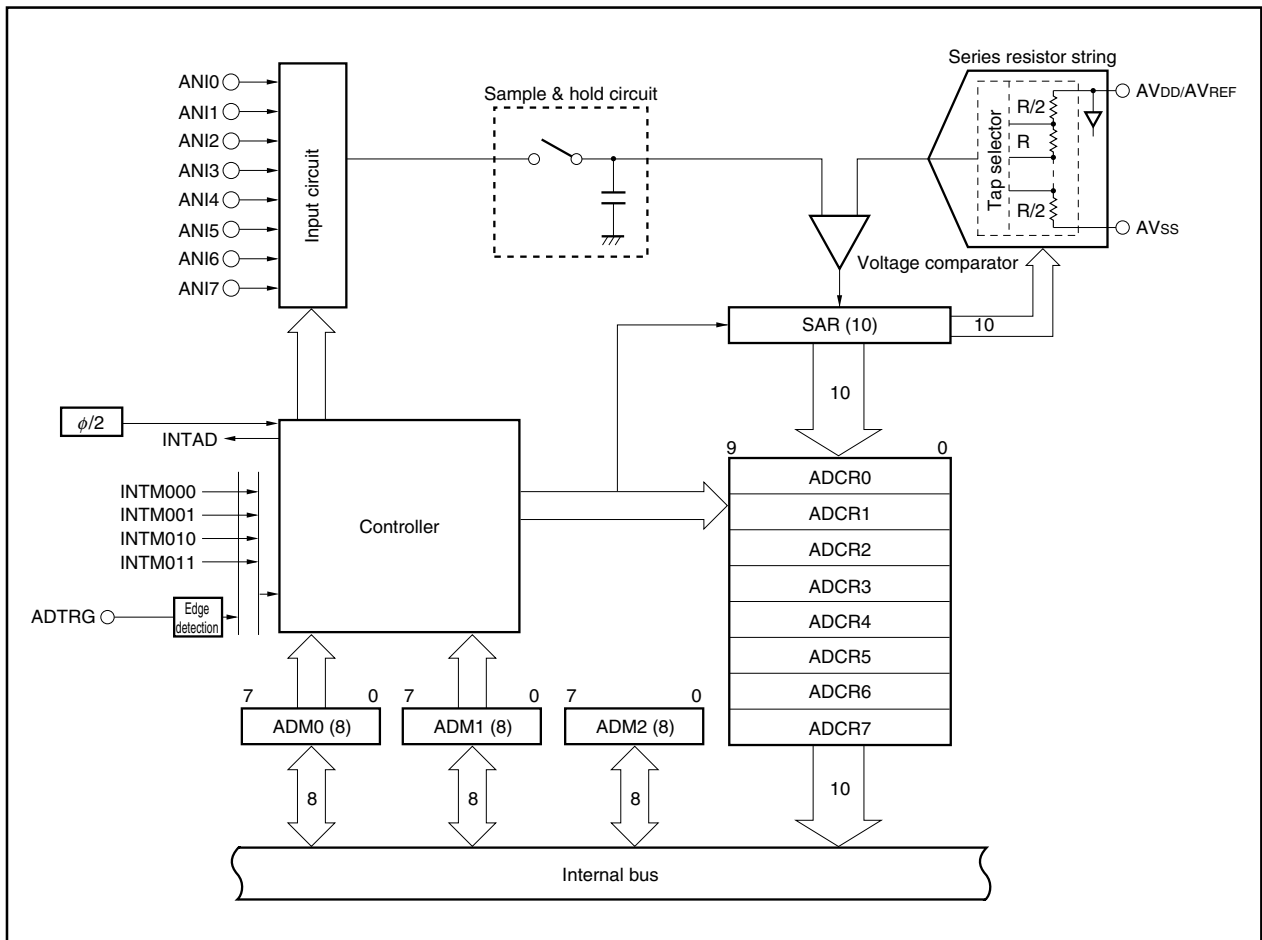 Series resistor string
ANI0
ANI1
ANI2
ANI3
ANI4
ANI5
ANI6
ANI7
Input circuit
Sample & hold circuit
Tap selector
R/2
R
R/2
AVDD/AVREF
AVSS
Voltage comparator
SAR (10)
10
10
φ/2
INTAD
INTM000
INTM001
INTM010
INTM011
ADTRG
Edge
detection
Controller
9 0
ADCR0
ADCR1
ADCR2
ADCR3
ADCR4
ADCR5
ADCR6
ADCR7
7 0 7 0 7 0
ADM0 (8) ADM1 (8) ADM2 (8)
8 8 8 10
Internal bus